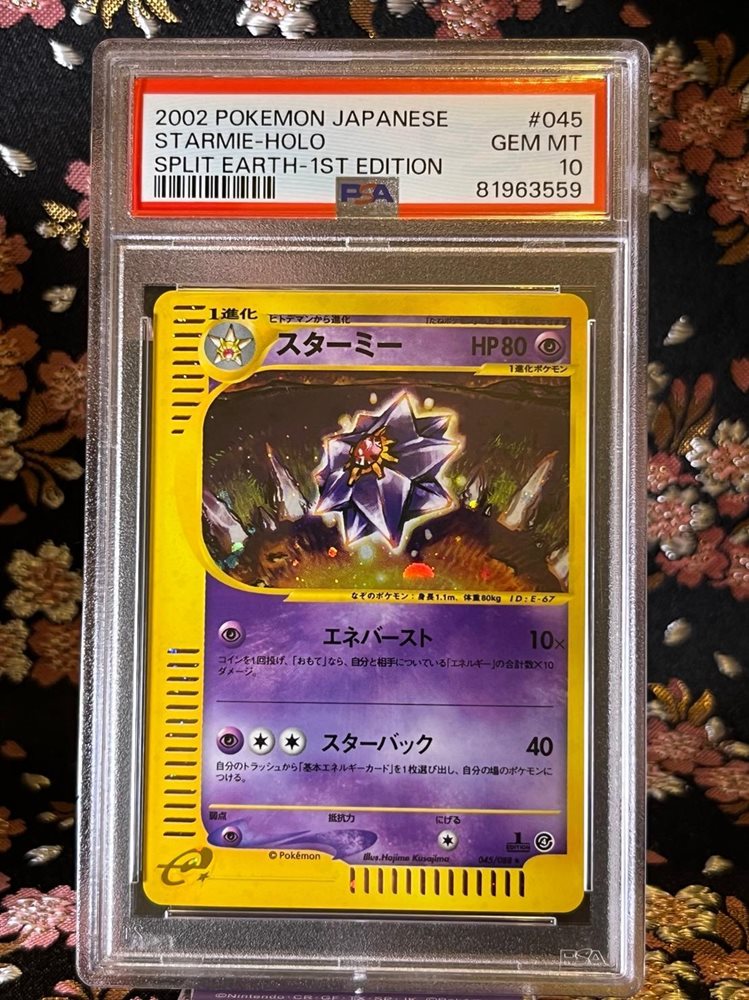 2002 POKEMON JAPANESE #045
STARMIE-HOLO GEM MT
SPLIT EARTH-1ST EDITION 10
PSA 81963559
1進化 ヒトデマンから進化
スターミー HP80
1進化ポケモン
なぞのポケモン：身長1.1m、体重80kg ID:E-67
エネバースト 10×
コインを1回投げ、「おもて」なら、自分と相手についている「エネルギー」の合計数×10
ダメージ。
スターバック 40
自分のトラッシュから「基本エネルギーカード」を1枚選び出し、自分の場のポケモンに
つける。
弱点 抵抗力 にげる
1
EDITION
© Pokémon Illus.Hajime Kusajima 045/088 ★
e
PSA